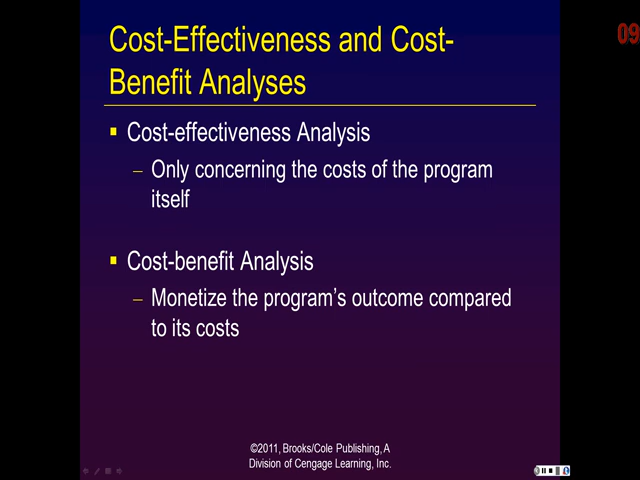 Cost-Effectiveness and Cost-
Benefit Analyses
09
Cost-effectiveness Analysis
– Only concerning the costs of the program
itself
Cost-benefit Analysis
– Monetize the program's outcome compared
to its costs
©2011, Brooks/Cole Publishing, A
Division of Cengage Learning, Inc.